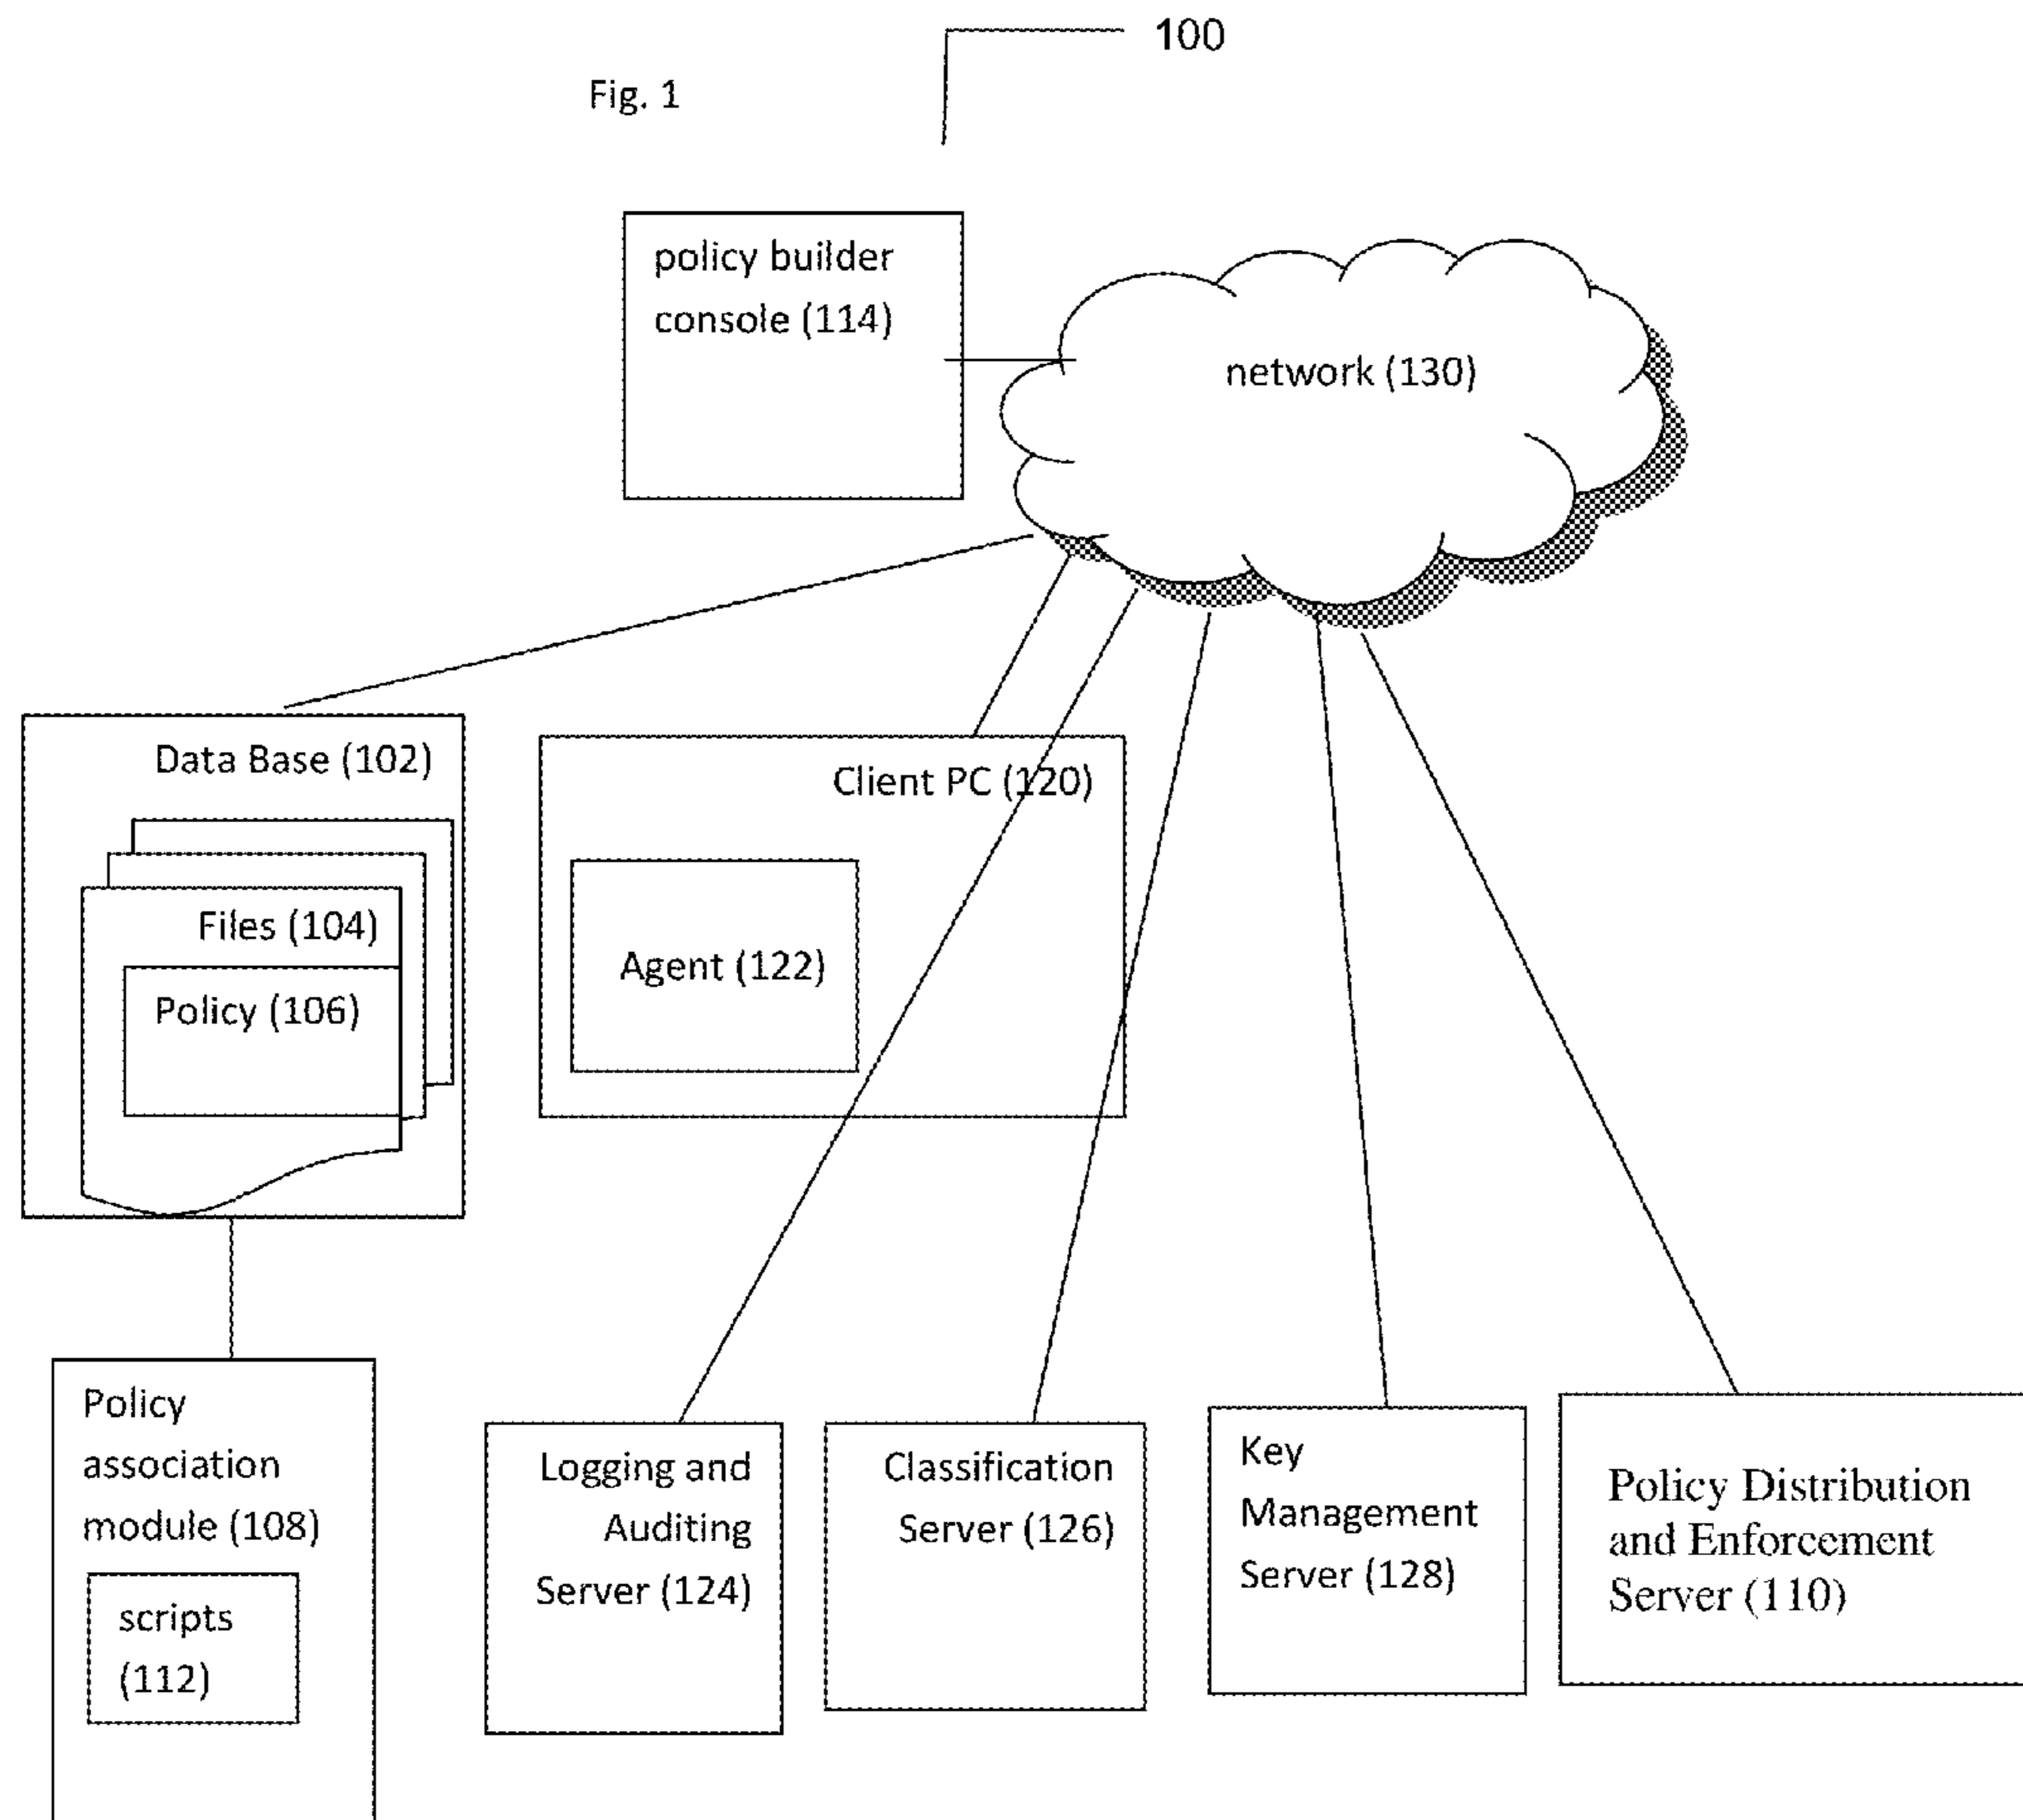 100
Fig. 1
policy builder
console (114)
network (130)
Data Base (102)
Client PC (120)
Files (104)
Agent (122)
Policy (106)
Policy
association
module (108)
scripts
(112)
Logging and
Auditing
Server (124)
Classification
Server (126)
Key
Management
Server (128)
Policy Distribution
and Enforcement
Server (110)